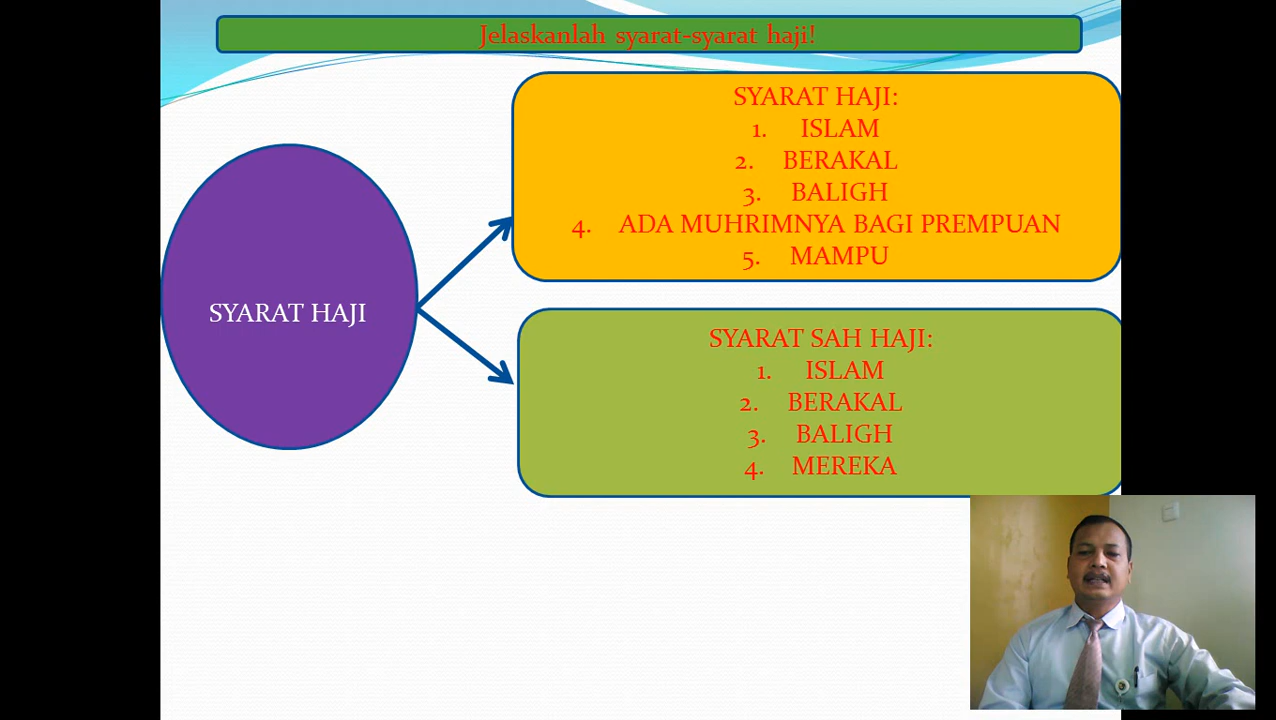 Jelaskanlah syarat-syarat haji!
SYARAT HAJI
SYARAT HAJI:
1. ISLAM
2. BERAKAL
3. BALIGH
4. ADA MUHRIMNYA BAGI PREMPUAN
5. MAMPU
SYARAT SAH HAJI:
1. ISLAM
2. BERAKAL
3. BALIGH
4. MEREKA